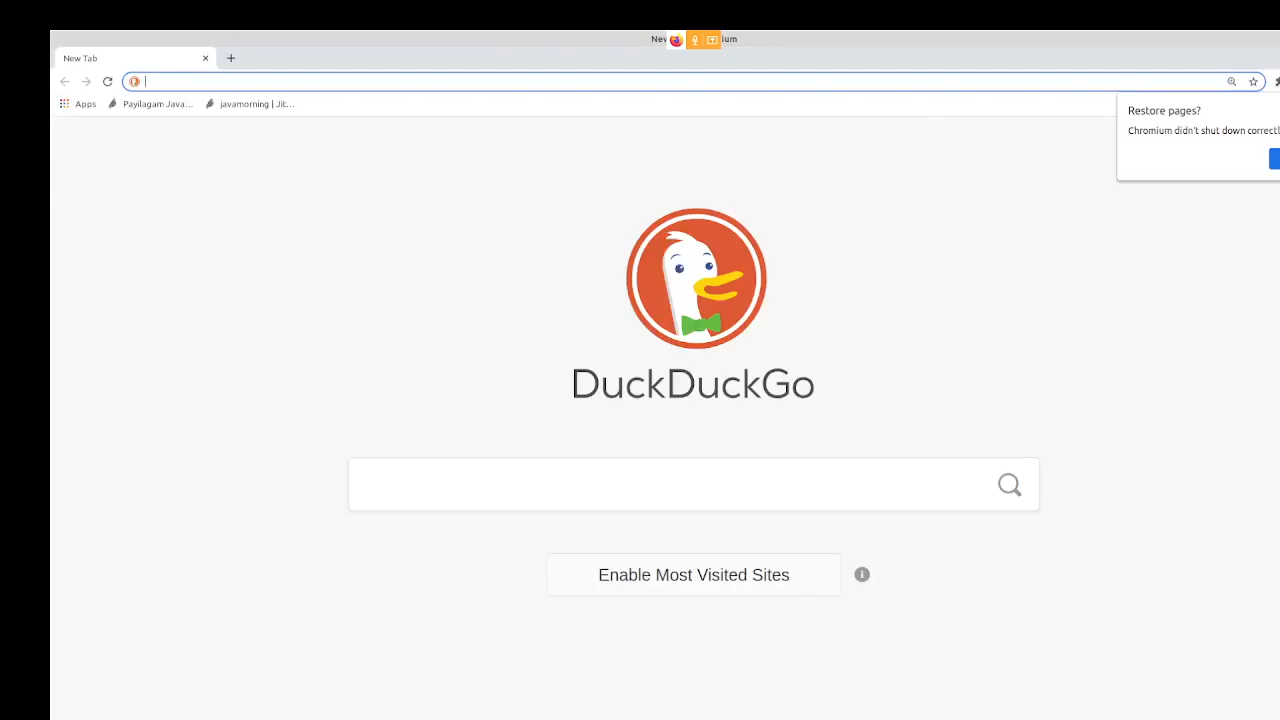 New Tab
Apps
Payilagam Java...
javamorning | Jit...
Restore pages?
Chromium didn't shut down correctl
DuckDuckGo
Enable Most Visited Sites